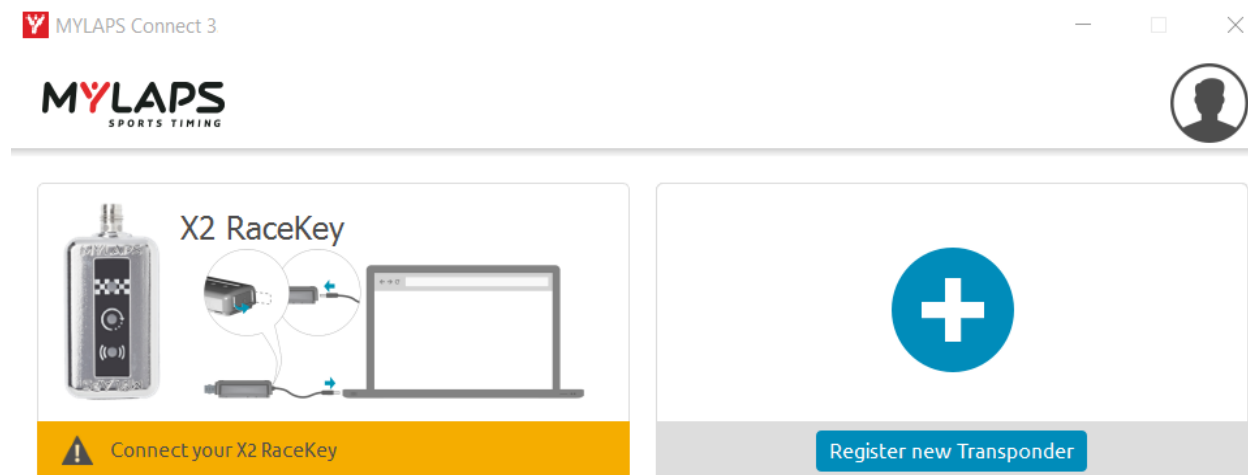 MYLAPS Connect 3
MYLAPS
SPORTS TIMING
X2 RaceKey
Connect your X2 RaceKey
Register new Transponder